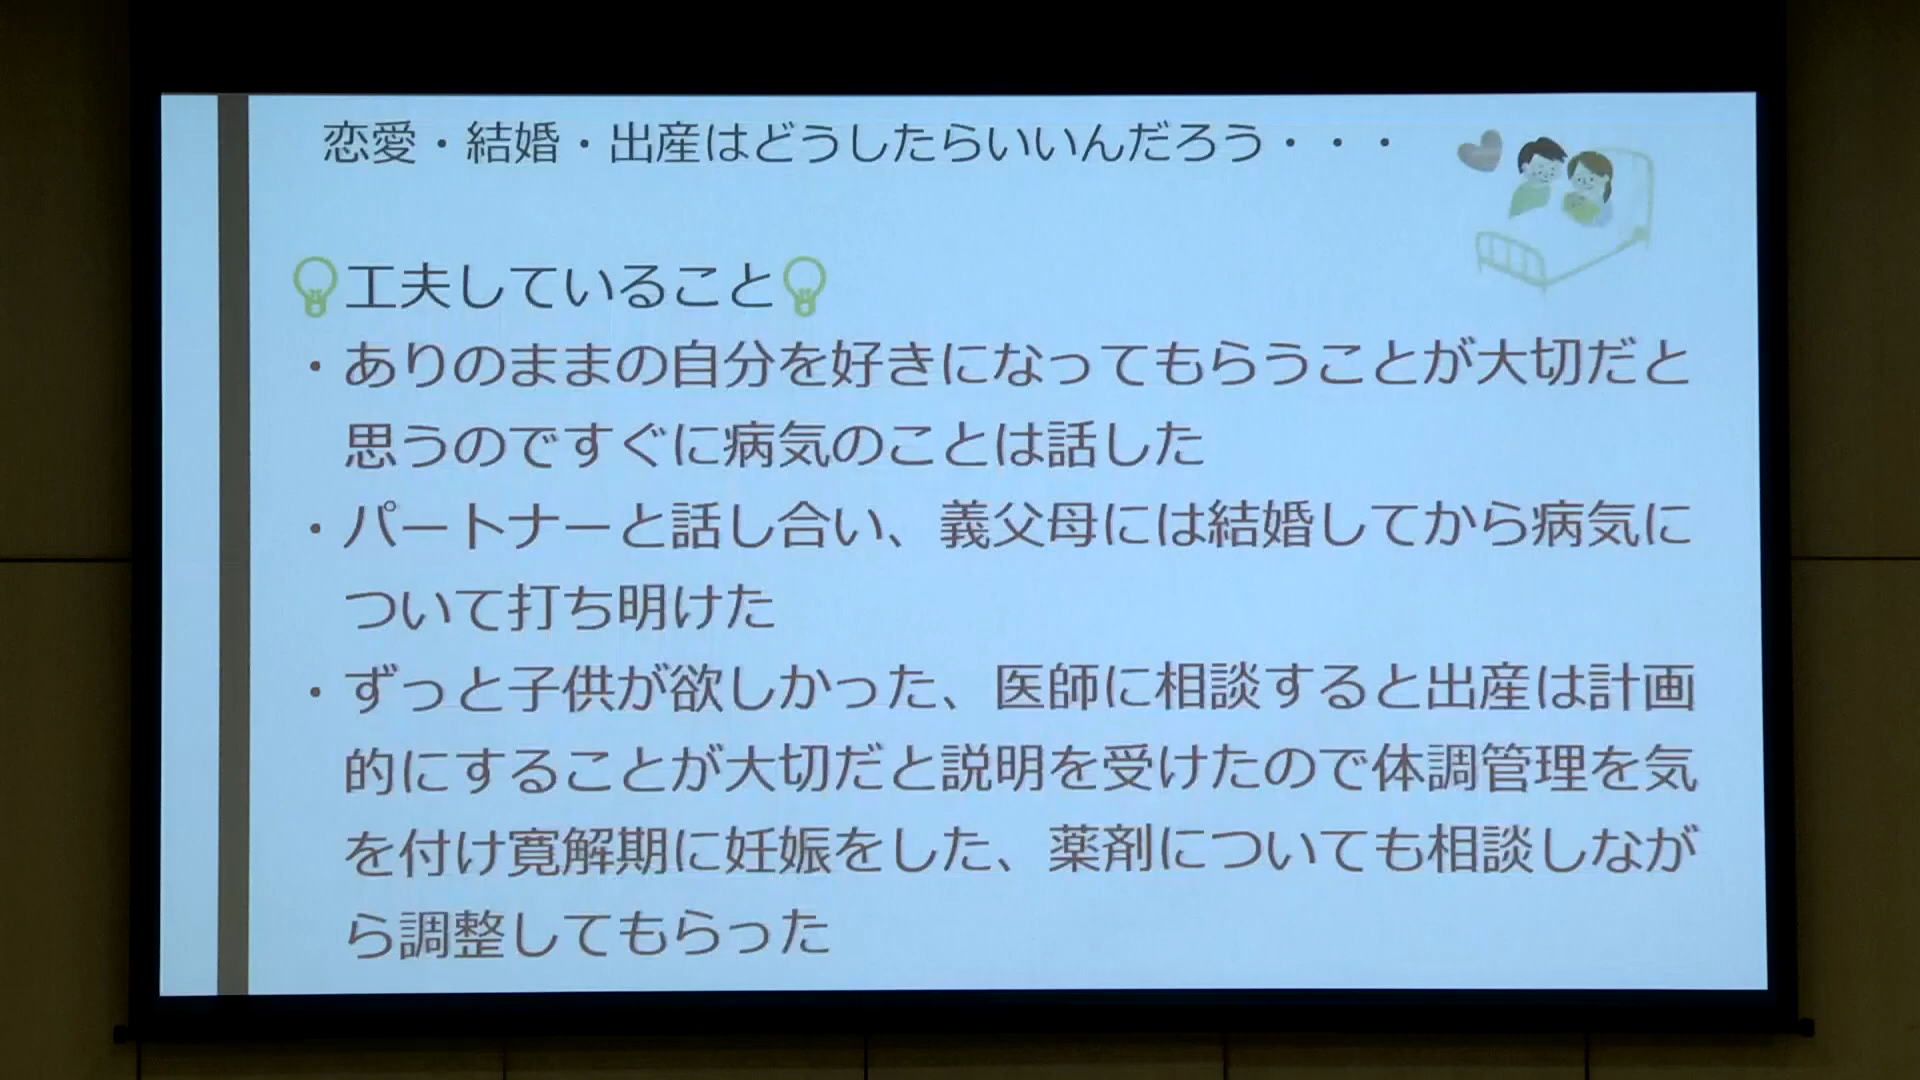 恋愛・結婚・出産はどうしたらいいんだろう・・・
工夫していること
・ありのままの自分を好きになってもらうことが大切だと
思うのですぐに病気のことは話した
・パートナーと話し合い、義父母には結婚してから病気に
ついて打ち明けた
・ずっと子供が欲しかった、医師に相談すると出産は計画
的にすることが大切だと説明を受けたので体調管理を気
を付け寛解期に妊娠をした、薬剤についても相談しなが
ら調整してもらった